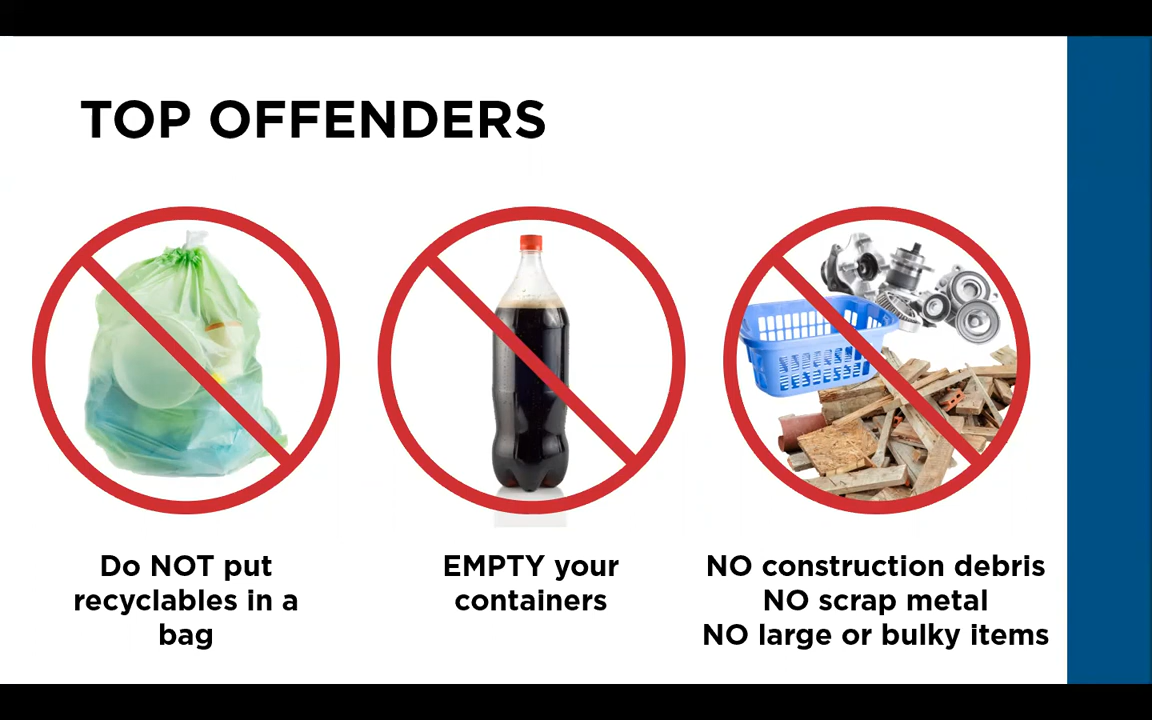 TOP OFFENDERS
Do NOT put
recyclables in a
bag
EMPTY your
containers
NO construction debris
NO scrap metal
NO large or bulky items